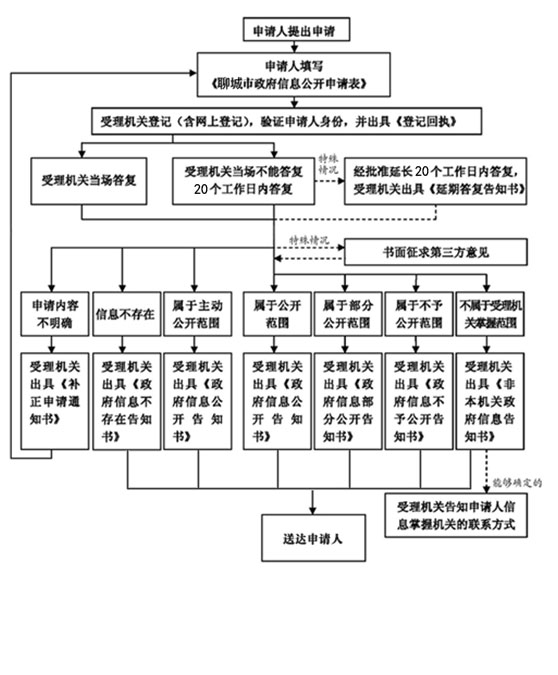 申请人提出申请
申请人填写
《聊城市政府信息公开申请表》
受理机关登记（含网上登记），验证申请人身份，并出具《登记回执》
受理机关当场答复
受理机关当场不能答复
20个工作日内答复
特殊
情况
经批准延长20个工作日内答复，
受理机关出具《延期答复告知书》
特殊情况
书面征求第三方意见
申请内容
不明确
信息不存在
属于主动
公开范围
属于公开
范围
属于部分
公开范围
属于不予
公开范围
不属于受理机
关掌握范围
受理机关
出具《补
正申请通
知书》
受理机关
出具《政
府信息不
存在告知
书》
受理机关
出具《政
府信息公
开告知
书》
受理机关
出具《政
府信息公
开告知
书》
受理机关
出具《政
府信息部
分公开告
知书》
受理机关
出具《政
府信息不
予公开告
知书》
受理机关
出具《非
本机关政
府信息告
知书》
能够确定的
受理机关告知申请人信
息掌握机关的联系方式
送达申请人